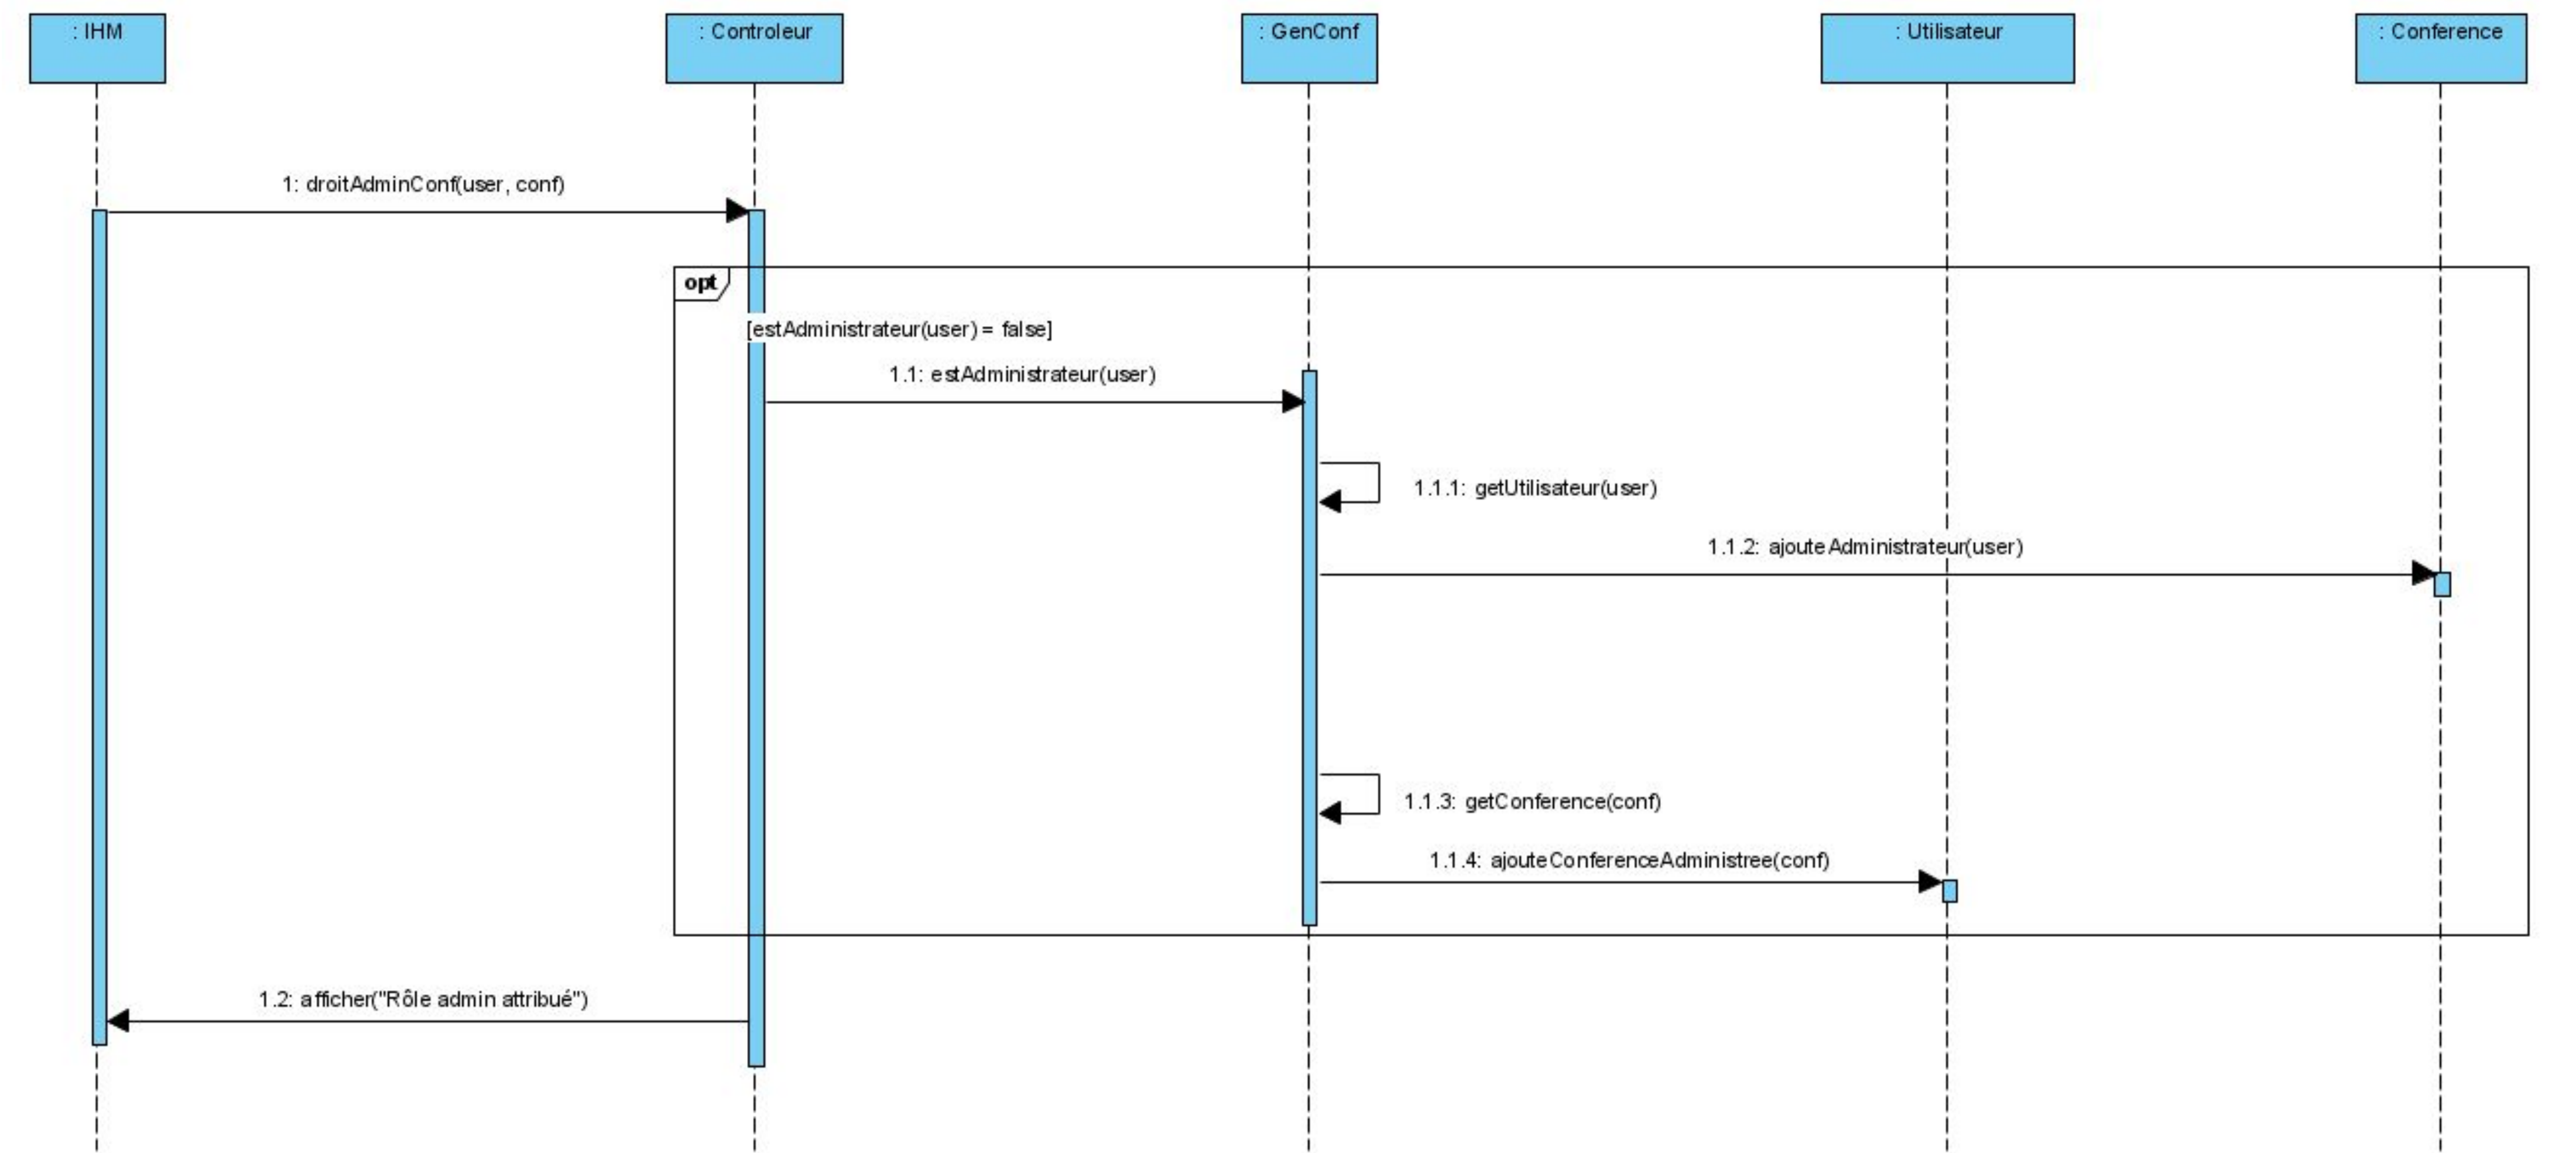 : IHM
: Controleur
: GenConf
: Utilisateur
: Conference
1: droitAdminConf(user, conf)
opt
[estAdministrateur(user) = false]
1.1: estAdministrateur(user)
1.1.1: getUtilisateur(user)
1.1.2: ajouteAdministrateur(user)
1.1.3: getConference(conf)
1.1.4: ajouteConferenceAdministree(conf)
1.2: afficher("Rôle admin attribué")